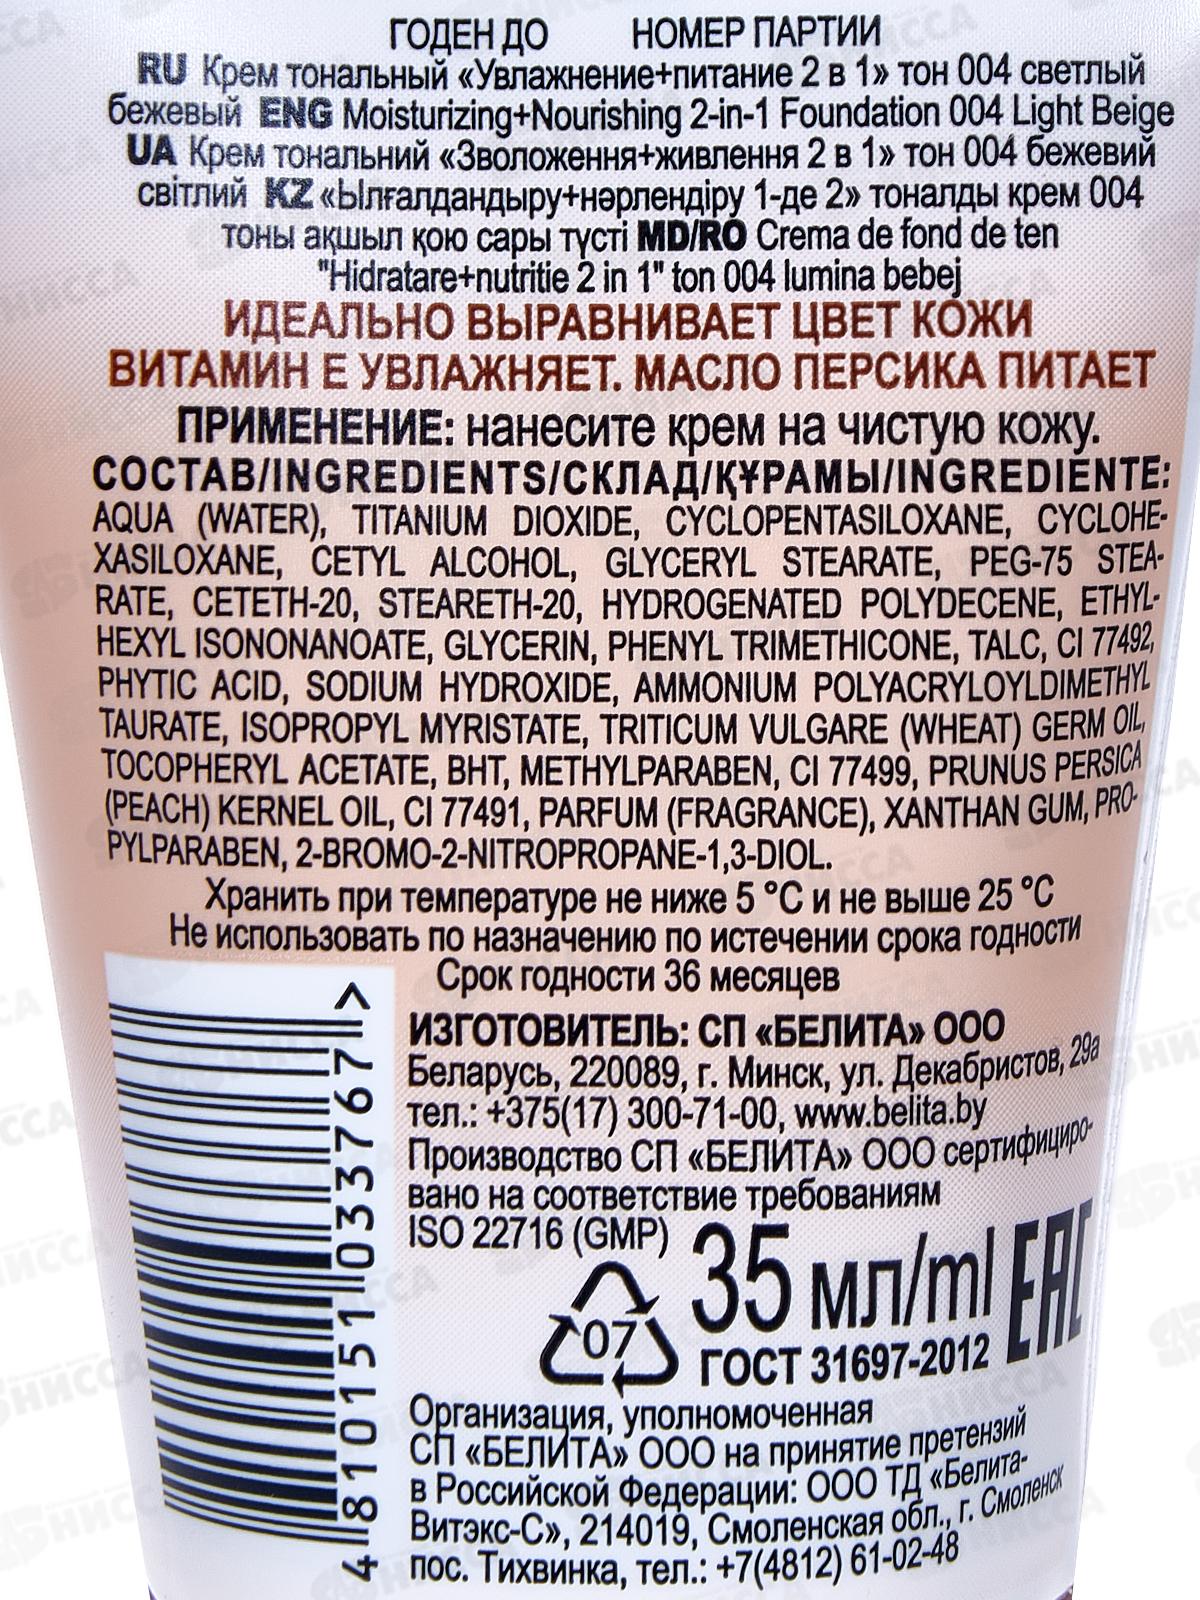 ГОДЕН ДО НОМЕР ПАРТИИ
RU Крем тональный «Увлажнение+питание 2 в 1» тон 004 светлый
бежевый ENG Moisturizing+Nourishing 2-in-1 Foundation 004 Light Beige
UA Крем тональний «Зволоження+живлення 2 в 1» тон 004 бежевий
світлий KZ «Ылғалдандыру+нәрлендіру 1-де 2» тоналды крем 004
тоны ақшыл қою сары түсті MD/RO Crema de fond de ten
"Hidratare+nutritie 2 in 1" ton 004 lumina bebej
ИДЕАЛЬНО ВЫРАВНИВАЕТ ЦВЕТ КОЖИ
ВИТАМИН Е УВЛАЖНЯЕТ. МАСЛО ПЕРСИКА ПИТАЕТ
ПРИМЕНЕНИЕ: нанесите крем на чистую кожу.
СОСТАВ/INGREDIENTS/СКЛАД/ҚҰРАМЫ/INGREDIENTE:
AQUA (WATER), TITANIUM DIOXIDE, CYCLOPENTASILOXANE, CYCLOHE-
XASILOXANE, CETYL ALCOHOL, GLYCERYL STEARATE, PEG-75 STEA-
RATE, CETETH-20, STEARETH-20, HYDROGENATED POLYDECENE, ETHYL-
HEXYL ISONONANOATE, GLYCERIN, PHENYL TRIMETHICONE, TALC, CI 77492,
PHYTIC ACID, SODIUM HYDROXIDE, AMMONIUM POLYACRYLOYLDIMETHYL
TAURATE, ISOPROPYL MYRISTATE, TRITICUM VULGARE (WHEAT) GERM OIL,
TOCOPHERYL ACETATE, BHT, METHYLPARABEN, CI 77499, PRUNUS PERSICA
(PEACH) KERNEL OIL, CI 77491, PARFUM (FRAGRANCE), XANTHAN GUM, PRO-
PYLPARABEN, 2-BROMO-2-NITROPROPANE-1,3-DIOL.
Хранить при температуре не ниже 5 °С и не выше 25 °С
Не использовать по назначению по истечении срока годности
Срок годности 36 месяцев
ИЗГОТОВИТЕЛЬ: СП «БЕЛИТА» ООО
Беларусь, 220089, г. Минск, ул. Декабристов, 29а
тел.: +375(17) 300-71-00, www.belita.by
Производство СП «БЕЛИТА» ООО сертифициро-
вано на соответствие требованиям
ISO 22716 (GMP)
35 мл/ml
EAC
07
ГОСТ 31697-2012
Организация, уполномоченная
СП «БЕЛИТА» ООО на принятие претензий
в Российской Федерации: ООО ТД «Белита-
Витэкс-С», 214019, Смоленская обл., г. Смоленск
пос. Тихвинка, тел.: +7(4812) 61-02-48
4 810151 033767 >